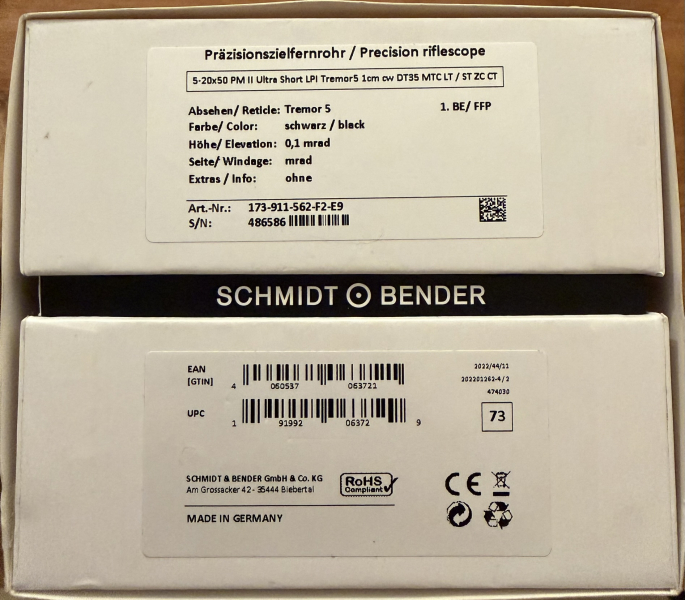 Präzisionszielfernrohr / Precision riflescope
5-20x50 PM II Ultra Short LPI Tremor5 1cm cw DT35 MTC LT / ST ZC CT
Absehen/ Reticle: Tremor 5 1. BE/ FFP
Farbe/ Color: schwarz / black
Höhe/ Elevation: 0,1 mrad
Seite/ Windage: mrad
Extras / Info: ohne
Art.-Nr.: 173-911-562-F2-E9
S/N: 486586
SCHMIDT BENDER
EAN
[GTIN] 4 060537 063721
UPC 1 91992 06372 9
2022/44/11
202201262-4/2
474030
73
SCHMIDT & BENDER GmbH & Co. KG
Am Grossacker 42 - 35444 Biebertal
RoHS
Compliant
CE
MADE IN GERMANY